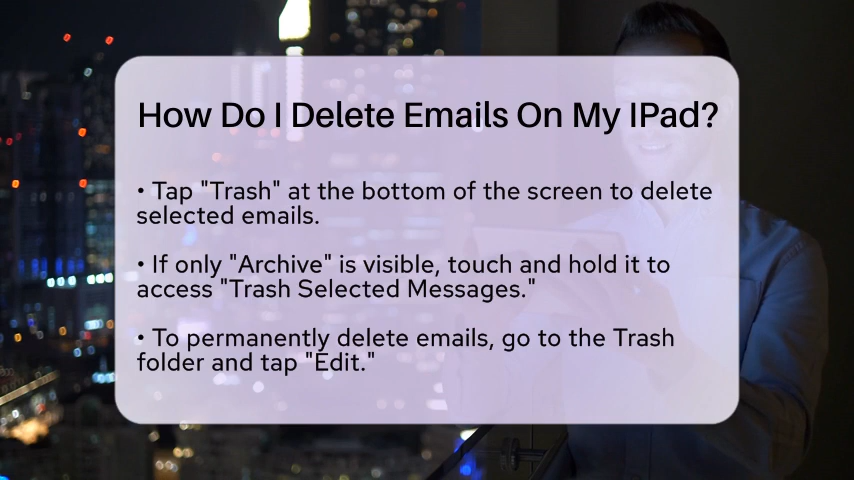 How Do I Delete Emails On My IPad?
• Tap "Trash" at the bottom of the screen to delete
selected emails.
• If only "Archive" is visible, touch and hold it to
access "Trash Selected Messages."
• To permanently delete emails, go to the Trash
folder and tap "Edit."